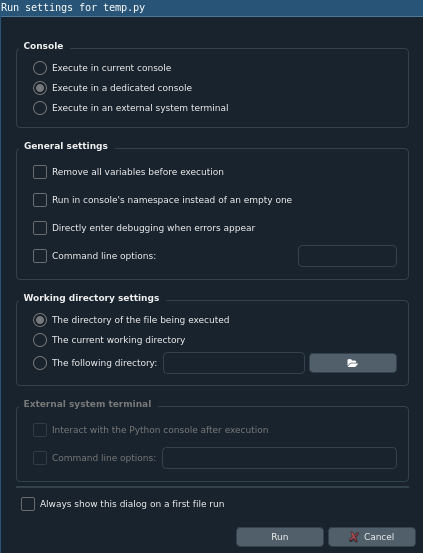 Run settings for temp.py
Console
Execute in current console
Execute in a dedicated console
Execute in an external system terminal
General settings
Remove all variables before execution
Run in console's namespace instead of an empty one
Directly enter debugging when errors appear
Command line options:
Working directory settings
The directory of the file being executed
The current working directory
The following directory:
External system terminal
Interact with the Python console after execution
Command line options:
Always show this dialog on a first file run
Run Cancel